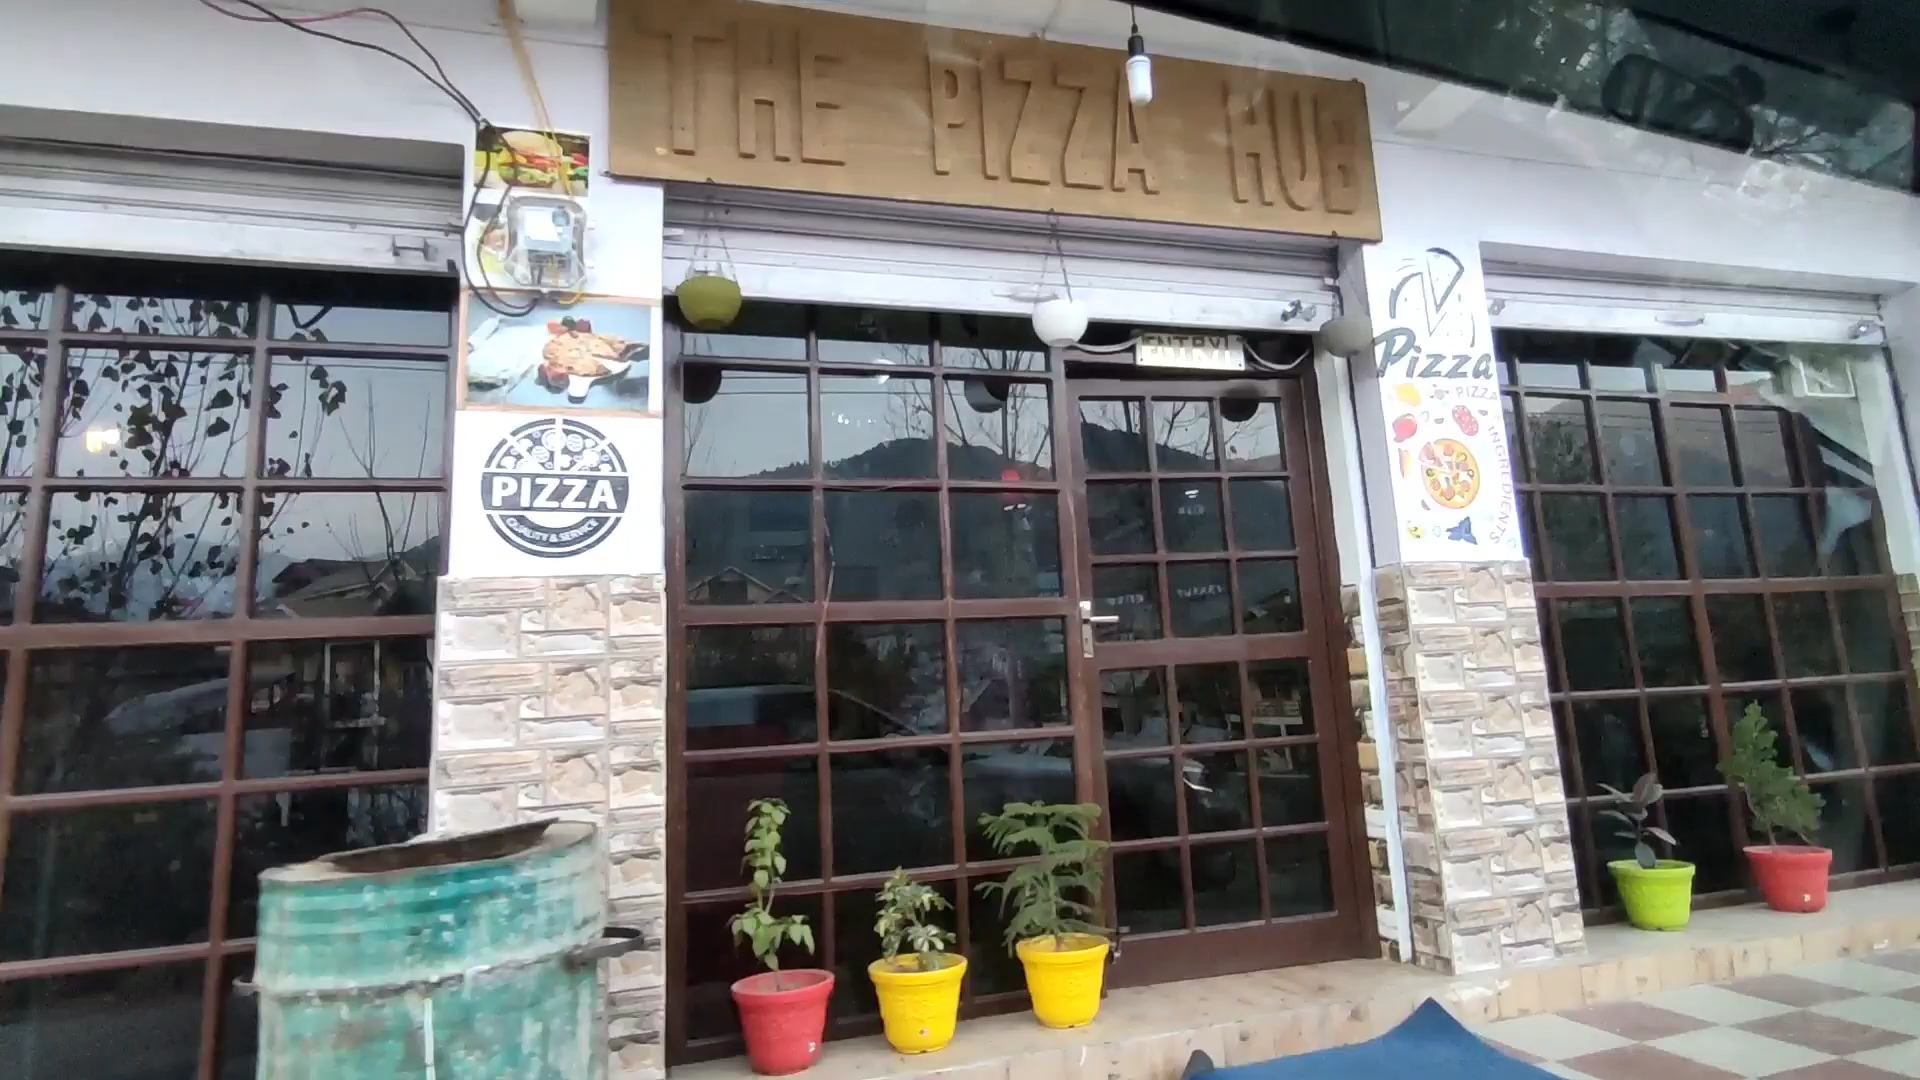 THE PiZZA HUB
PIZZA
QUALITY & SERVICE
ENTRY
Pizza
PIZZA
INGREDIENTS